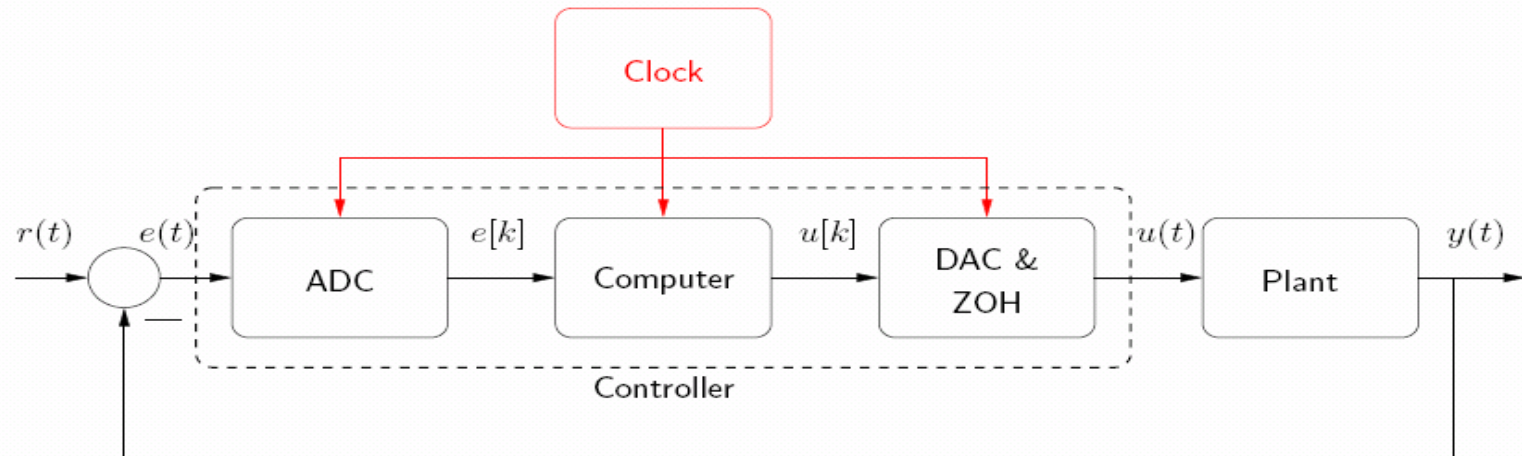 Clock
r(t)
e(t)
ADC
e[k]
Computer
u[k]
DAC &
ZOH
u(t)
Plant
y(t)
—
Controller